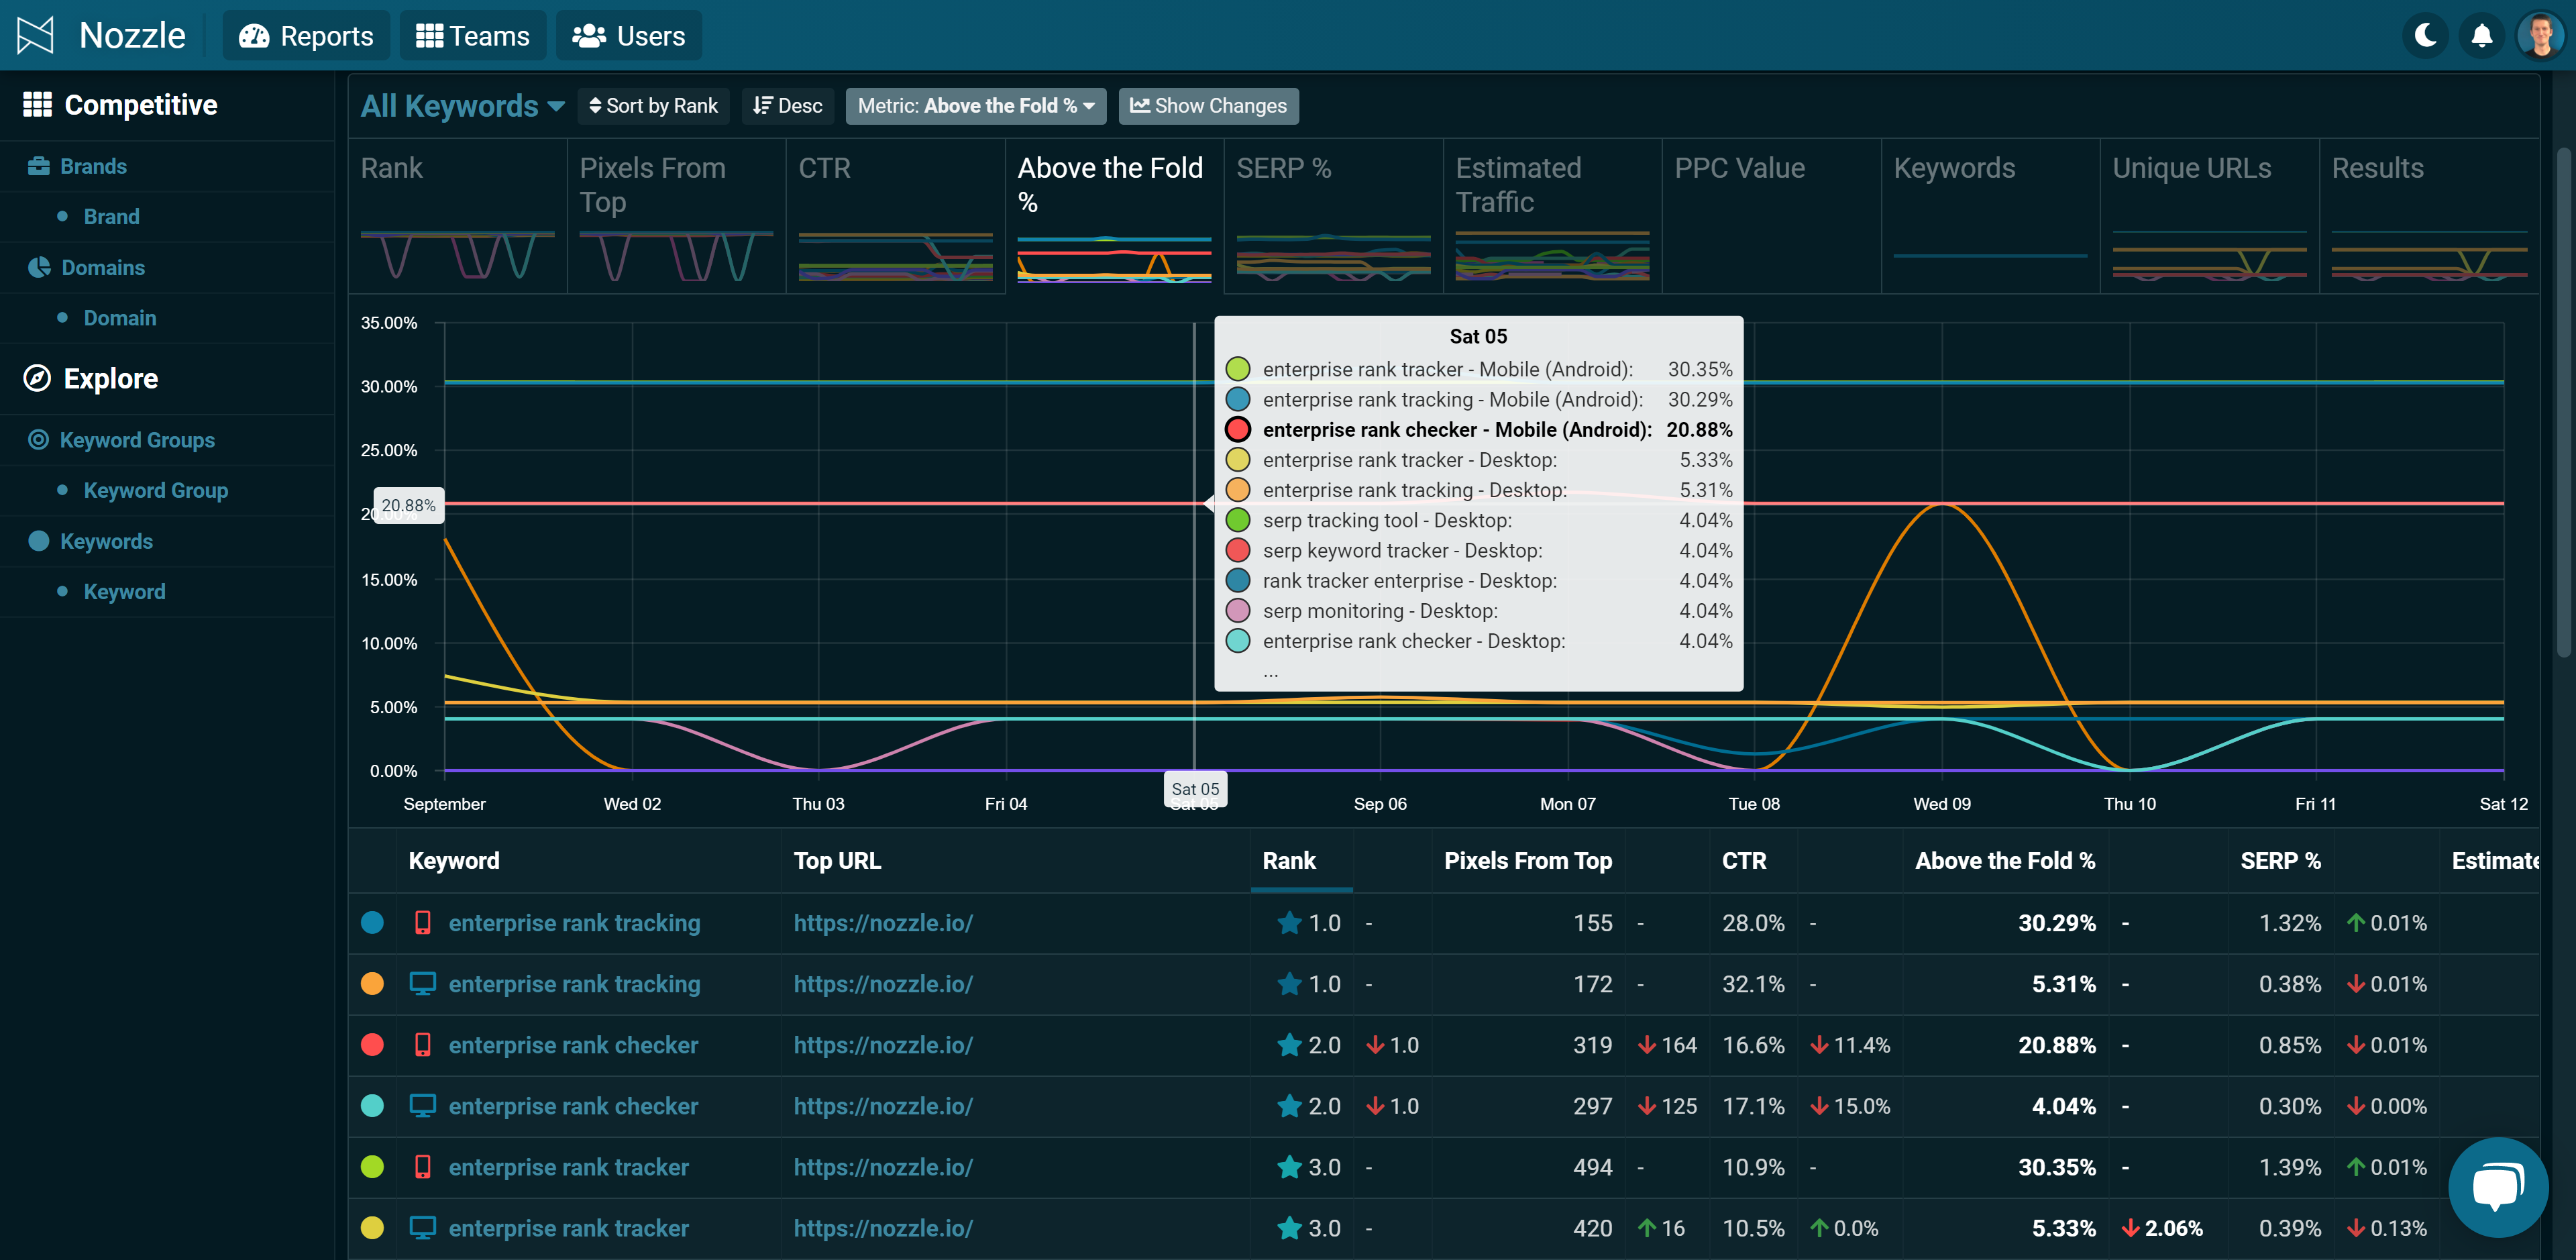 Nozzle Reports Teams Users
Competitive
Brands
Brand
Domains
Domain
Explore
Keyword Groups
Keyword Group
Keywords
Keyword
All Keywords Sort by Rank Desc Metric: Above the Fold % Show Changes
Rank Pixels From Top CTR Above the Fold % SERP % Estimated Traffic PPC Value Keywords Unique URLs Results
35.00%
30.00%
25.00%
20.00%
15.00%
10.00%
5.00%
0.00%
20.88%
Sat 05
enterprise rank tracker - Mobile (Android): 30.35%
enterprise rank tracking - Mobile (Android): 30.29%
enterprise rank checker - Mobile (Android): 20.88%
enterprise rank tracker - Desktop: 5.33%
enterprise rank tracking - Desktop: 5.31%
serp tracking tool - Desktop: 4.04%
serp keyword tracker - Desktop: 4.04%
rank tracker enterprise - Desktop: 4.04%
serp monitoring - Desktop: 4.04%
enterprise rank checker - Desktop: 4.04%
...
Sat 05
September Wed 02 Thu 03 Fri 04 Sat 05 Sep 06 Mon 07 Tue 08 Wed 09 Thu 10 Fri 11 Sat 12
Keyword Top URL Rank Pixels From Top CTR Above the Fold % SERP % Estimate
enterprise rank tracking https://nozzle.io/ 1.0 - 155 - 28.0% - 30.29% - 1.32% 0.01%
enterprise rank tracking https://nozzle.io/ 1.0 - 172 - 32.1% - 5.31% - 0.38% 0.01%
enterprise rank checker https://nozzle.io/ 2.0 1.0 319 164 16.6% 11.4% 20.88% - 0.85% 0.01%
enterprise rank checker https://nozzle.io/ 2.0 1.0 297 125 17.1% 15.0% 4.04% - 0.30% 0.00%
enterprise rank tracker https://nozzle.io/ 3.0 - 494 - 10.9% - 30.35% - 1.39% 0.01%
enterprise rank tracker https://nozzle.io/ 3.0 - 420 16 10.5% 0.0% 5.33% 2.06% 0.39% 0.13%